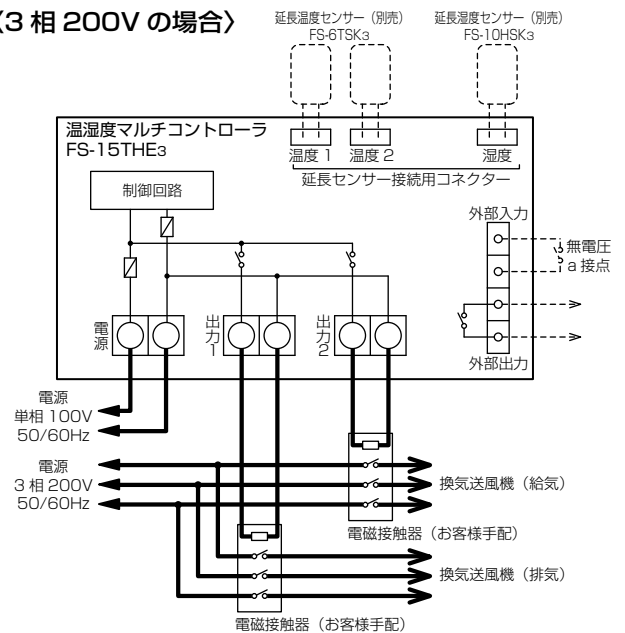 〈3 相 200V の場合〉
延長温度センサー（別売）
FS-6TSK3
延長温度センサー（別売）
FS-10HSK3
温湿度マルチコントローラ
FS-15THE3
温度 1
温度 2
湿度
延長センサー接続用コネクター
制御回路
外部入力
無電圧
a 接点
電源
出力1
出力2
外部出力
電源
単相 100V
50/60Hz
電源
3 相 200V
50/60Hz
換気送風機（給気）
電磁接触器（お客様手配）
換気送風機（排気）
電磁接触器（お客様手配）